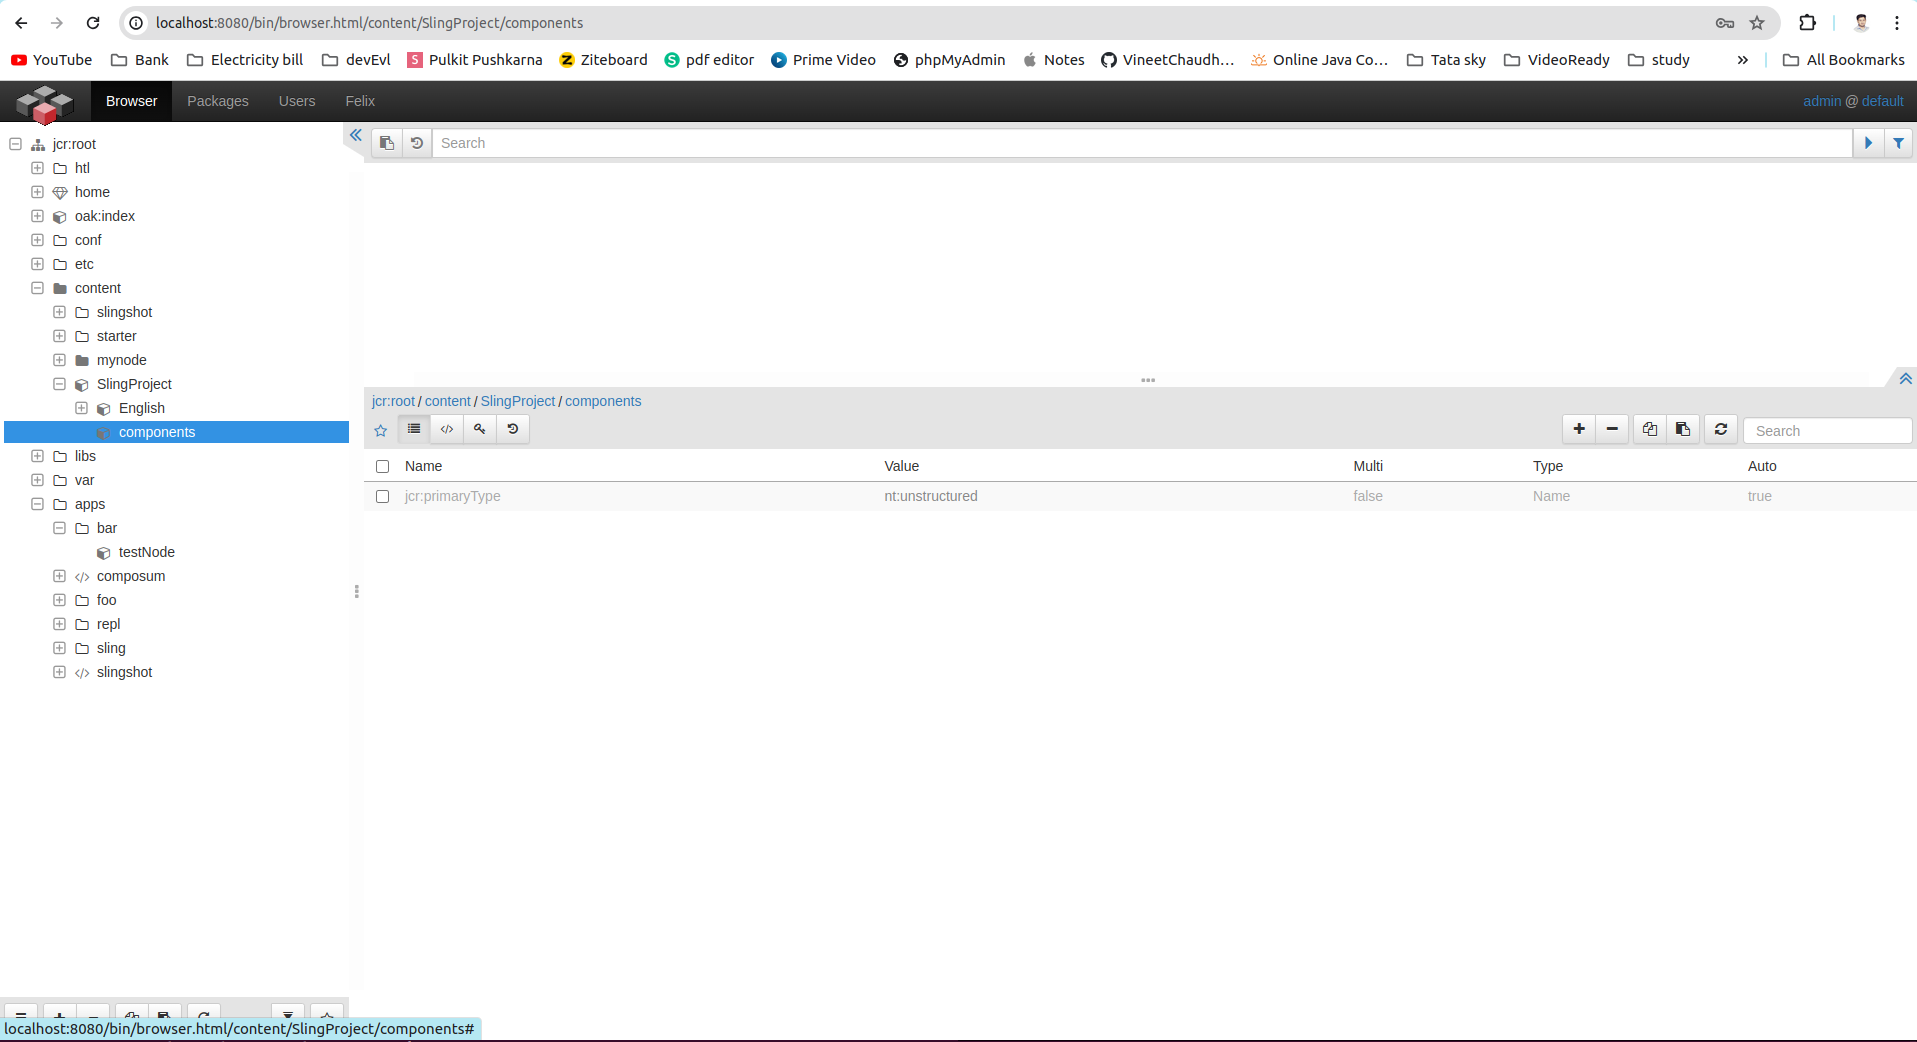 localhost:8080/bin/browser.html/content/SlingProject/components
YouTube Bank Electricity bill devEvl Pulkit Pushkarna Ziteboard pdf editor Prime Video phpMyAdmin Notes VineetChaudh... Online Java Co... Tata sky VideoReady study » All Bookmarks
Browser Packages Users Felix admin @ default
jcr:root
htl
home
oak:index
conf
etc
content
slingshot
starter
mynode
SlingProject
English
components
libs
var
apps
bar
testNode
composum
foo
repl
sling
slingshot
Search
jcr:root / content / SlingProject / components
Search
Name Value Multi Type Auto
jcr:primaryType nt:unstructured false Name true
localhost:8080/bin/browser.html/content/SlingProject/components#